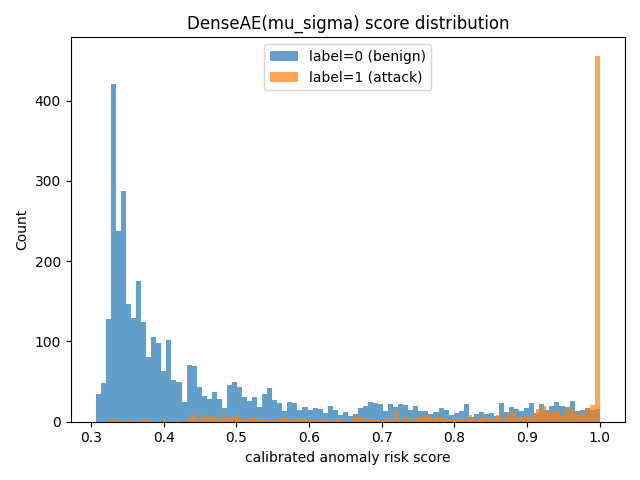 DenseAE(mu_sigma) score distribution
label=0 (benign)
label=1 (attack)
Count
400
300
200
100
0
0.3 0.4 0.5 0.6 0.7 0.8 0.9 1.0
calibrated anomaly risk score